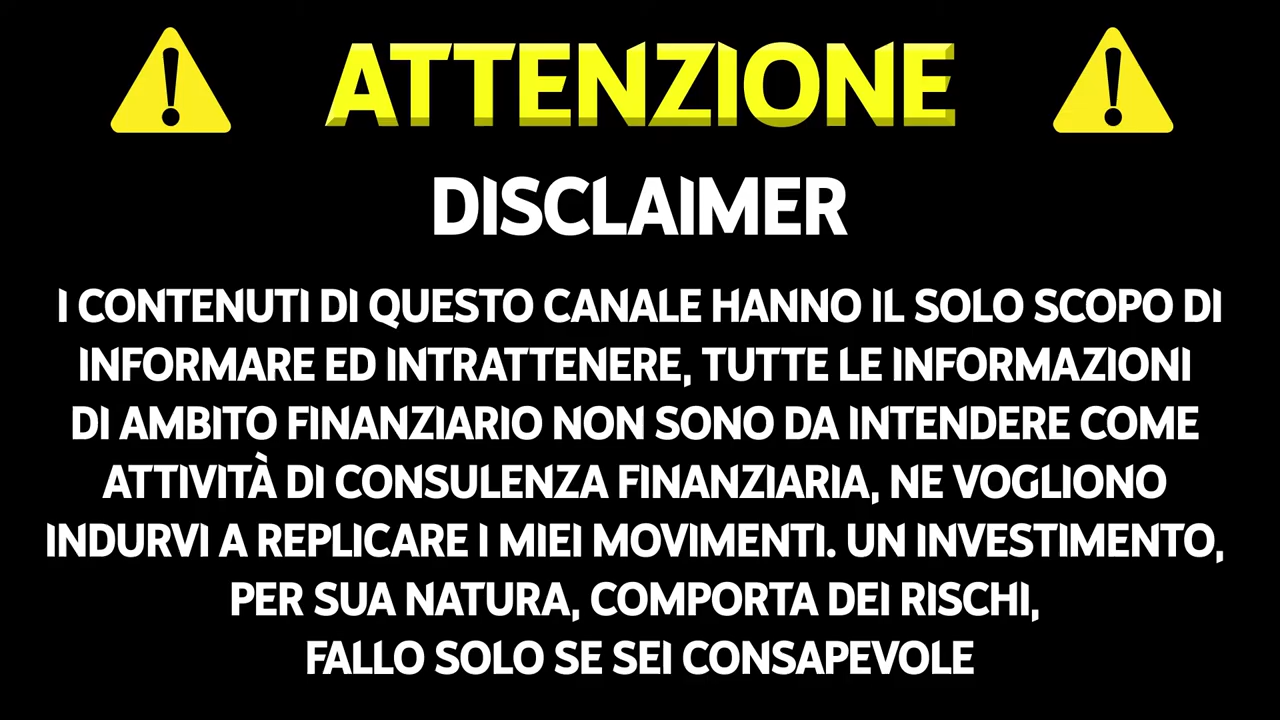 ATTENZIONE
DISCLAIMER
I CONTENUTI DI QUESTO CANALE HANNO IL SOLO SCOPO DI
INFORMARE ED INTRATTENERE, TUTTE LE INFORMAZIONI
DI AMBITO FINANZIARIO NON SONO DA INTENDERE COME
ATTIVITÀ DI CONSULENZA FINANZIARIA, NE VOGLIONO
INDURVI A REPLICARE I MIEI MOVIMENTI. UN INVESTIMENTO,
PER SUA NATURA, COMPORTA DEI RISCHI,
FALLO SOLO SE SEI CONSAPEVOLE